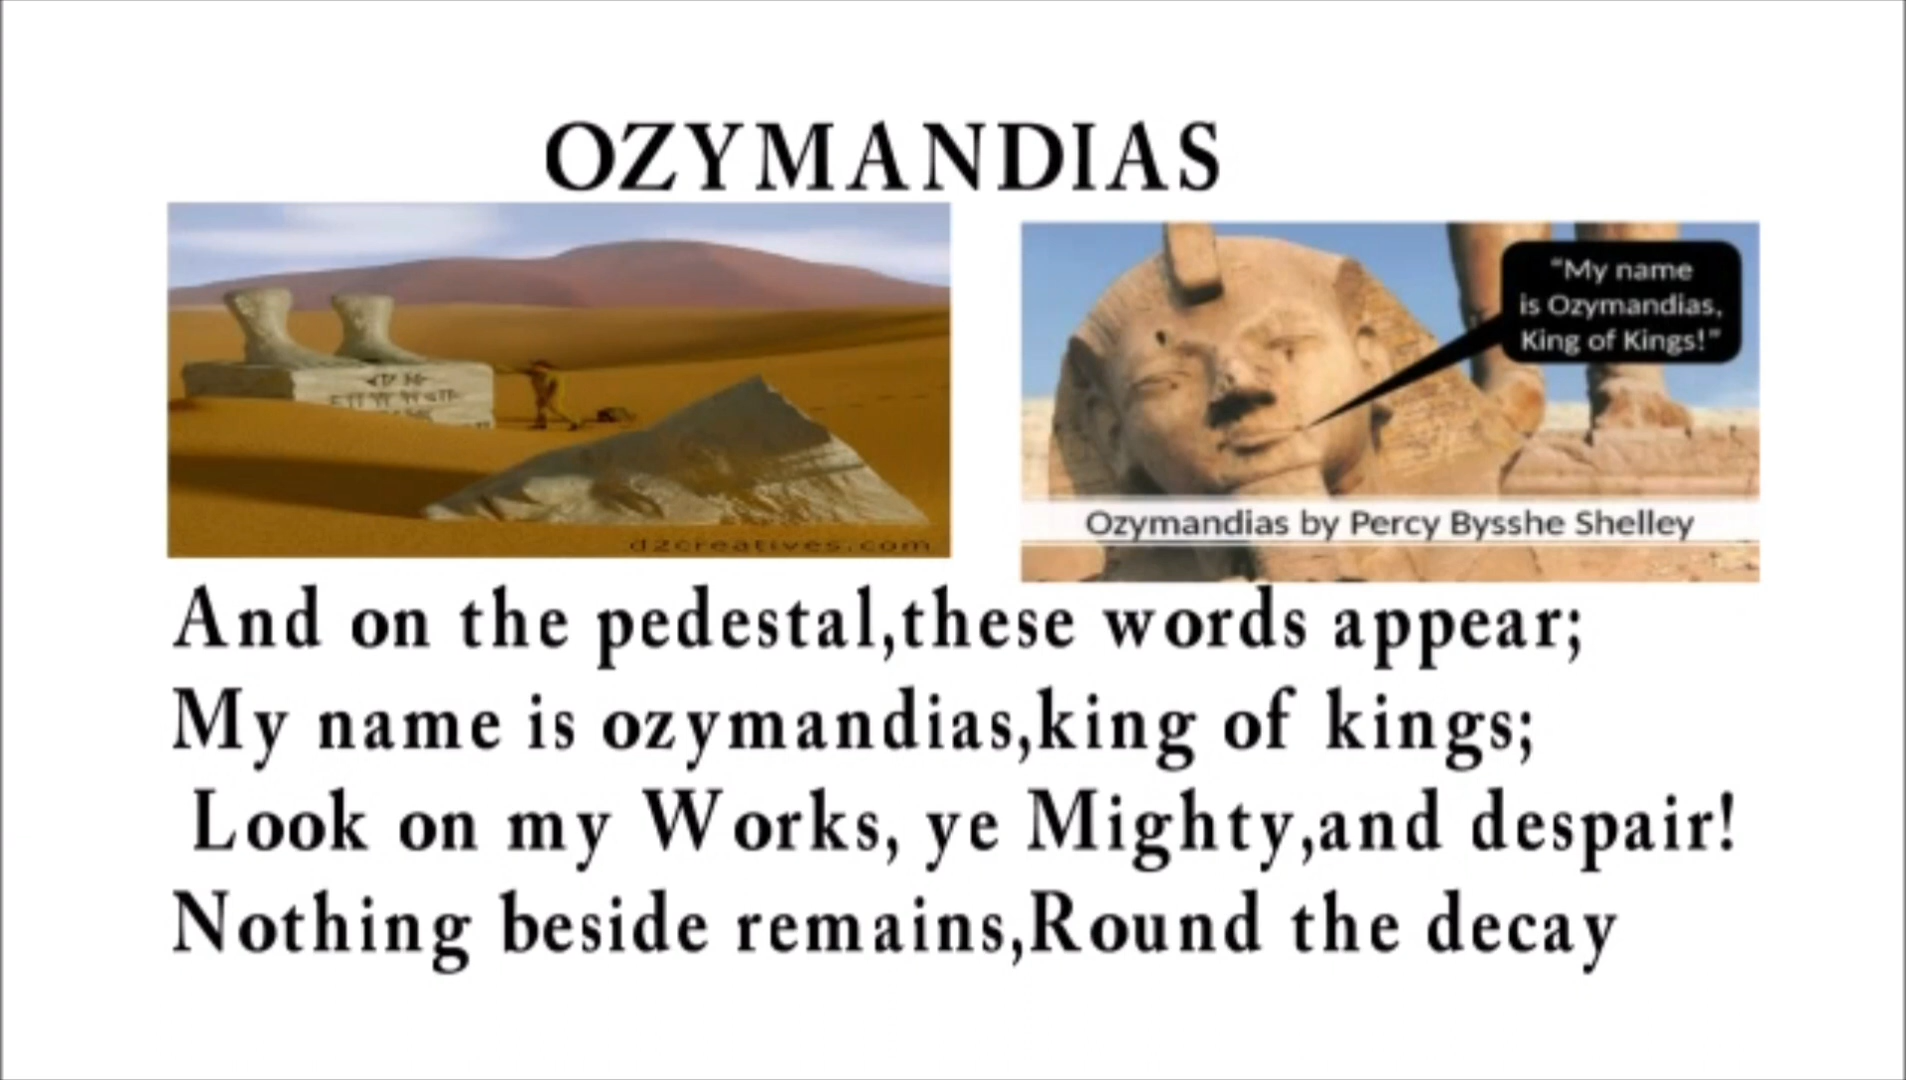 OZYMANDIAS
d2creatives.com
“My name
is Ozymandias,
King of Kings!”
Ozymandias by Percy Bysshe Shelley
And on the pedestal,these words appear;
My name is ozymandias,king of kings;
Look on my Works, ye Mighty,and despair!
Nothing beside remains,Round the decay